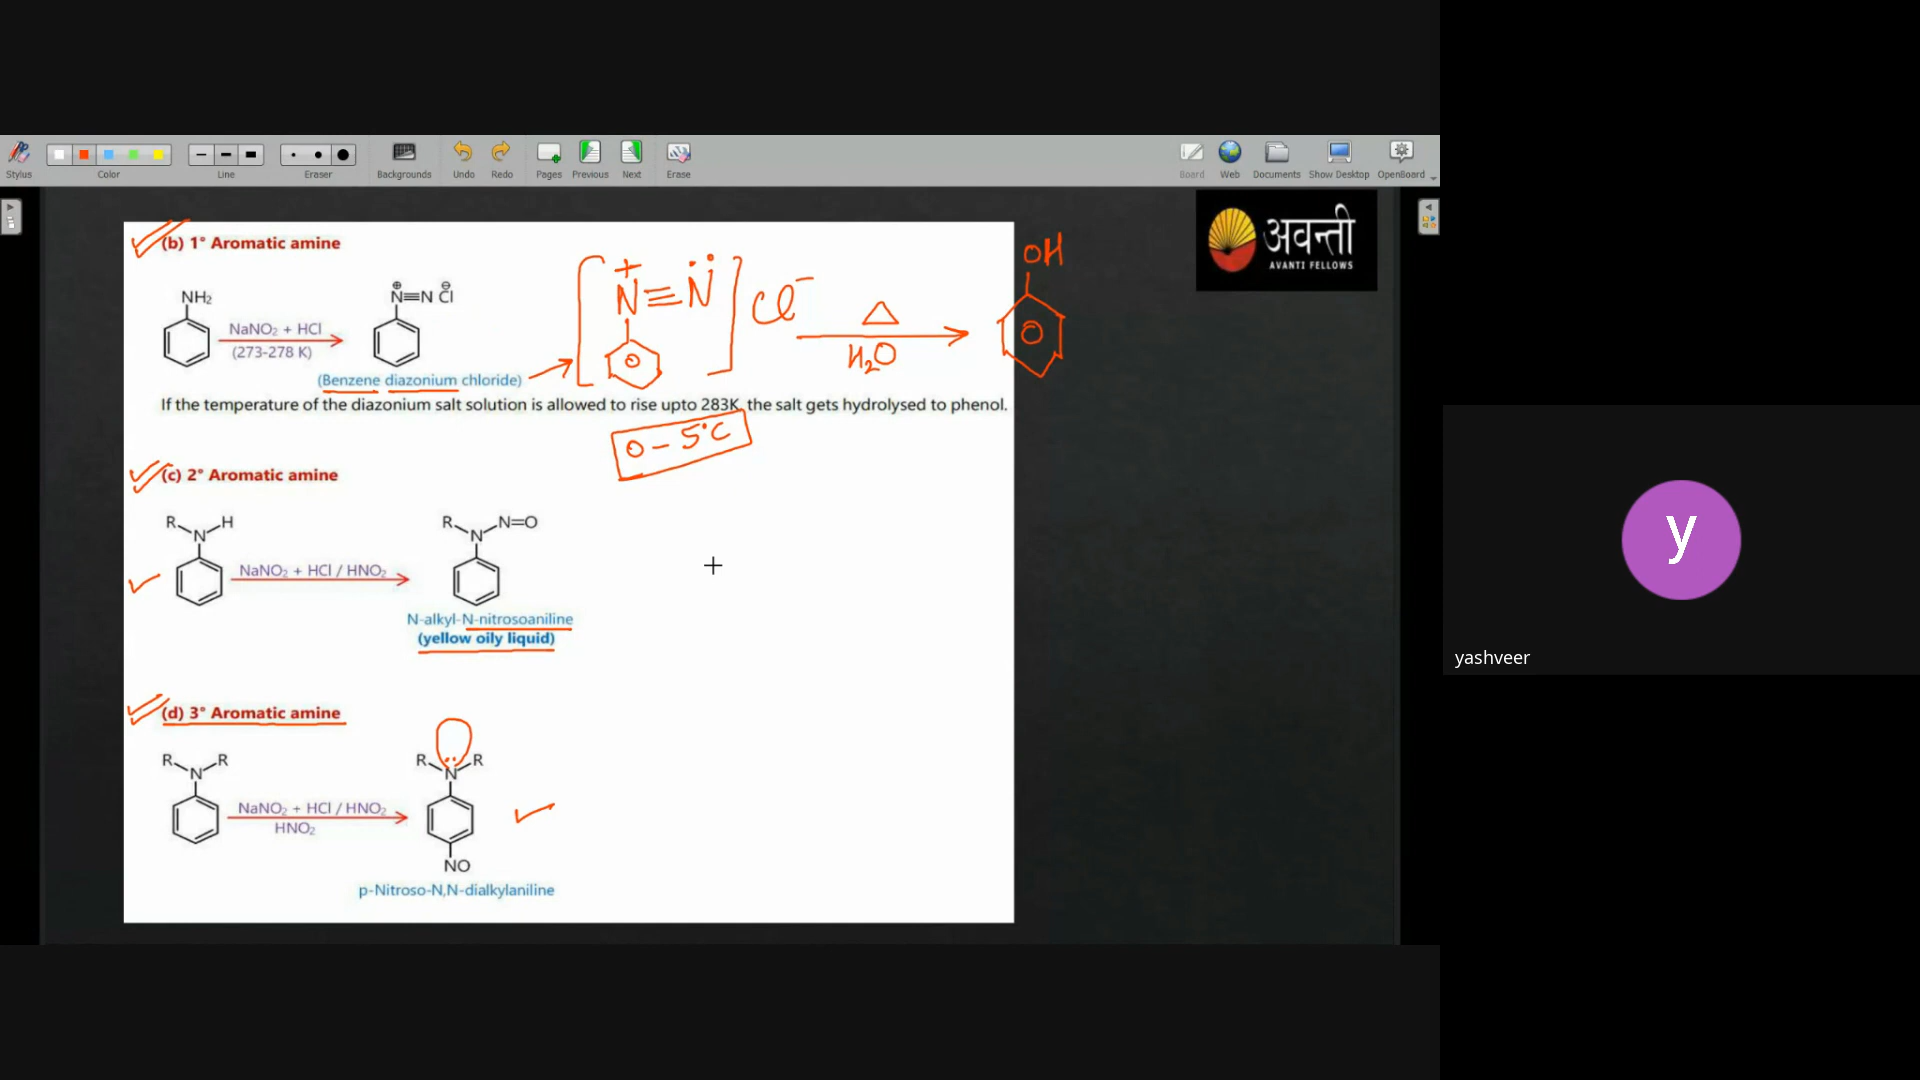 Stylus Color Line Eraser Backgrounds Undo Redo Pages Previous Next Erase Board Web Documents Show Desktop OpenBoard
अवन्ती
AVANTI FELLOWS
(b) 1° Aromatic amine
NH₂
NaNO₂ + HCl
(273-278 K)
N≡N Cl
⊕ ⊖
(Benzene diazonium chloride)
+
N≡N
Cl⁻
Δ
H₂O
OH
If the temperature of the diazonium salt solution is allowed to rise upto 283K, the salt gets hydrolysed to phenol.
0 – 5°C
(c) 2° Aromatic amine
R N H
NaNO₂ + HCl / HNO₂
R N N=O
N-alkyl-N-nitrosoaniline
(yellow oily liquid)
(d) 3° Aromatic amine
R N R
NaNO₂ + HCl / HNO₂
HNO₂
R N R
NO
p-Nitroso-N,N-dialkylaniline
y
yashveer